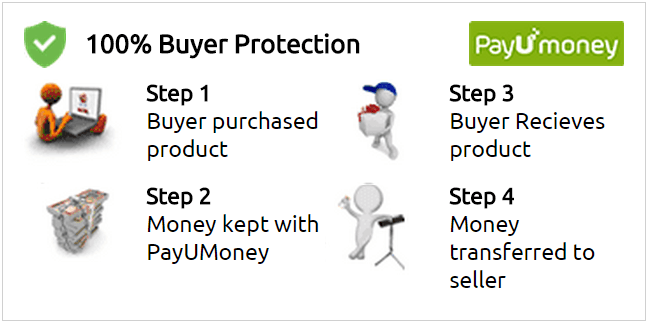 100% Buyer Protection
PayUmoney
Step 1
Buyer purchased
product
Step 2
Money kept with
PayUMoney
Step 3
Buyer Recieves
product
Step 4
Money
transferred to
seller